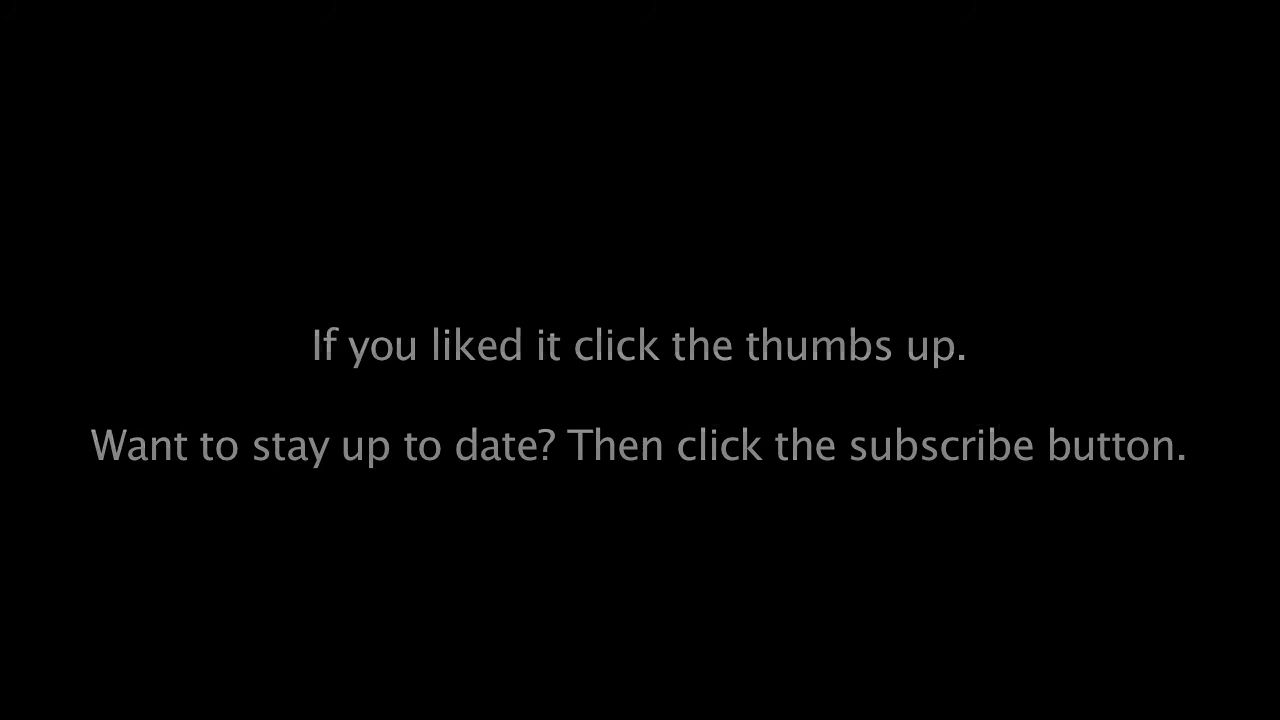 If you liked it click the thumbs up.
Want to stay up to date? Then click the subscribe button.